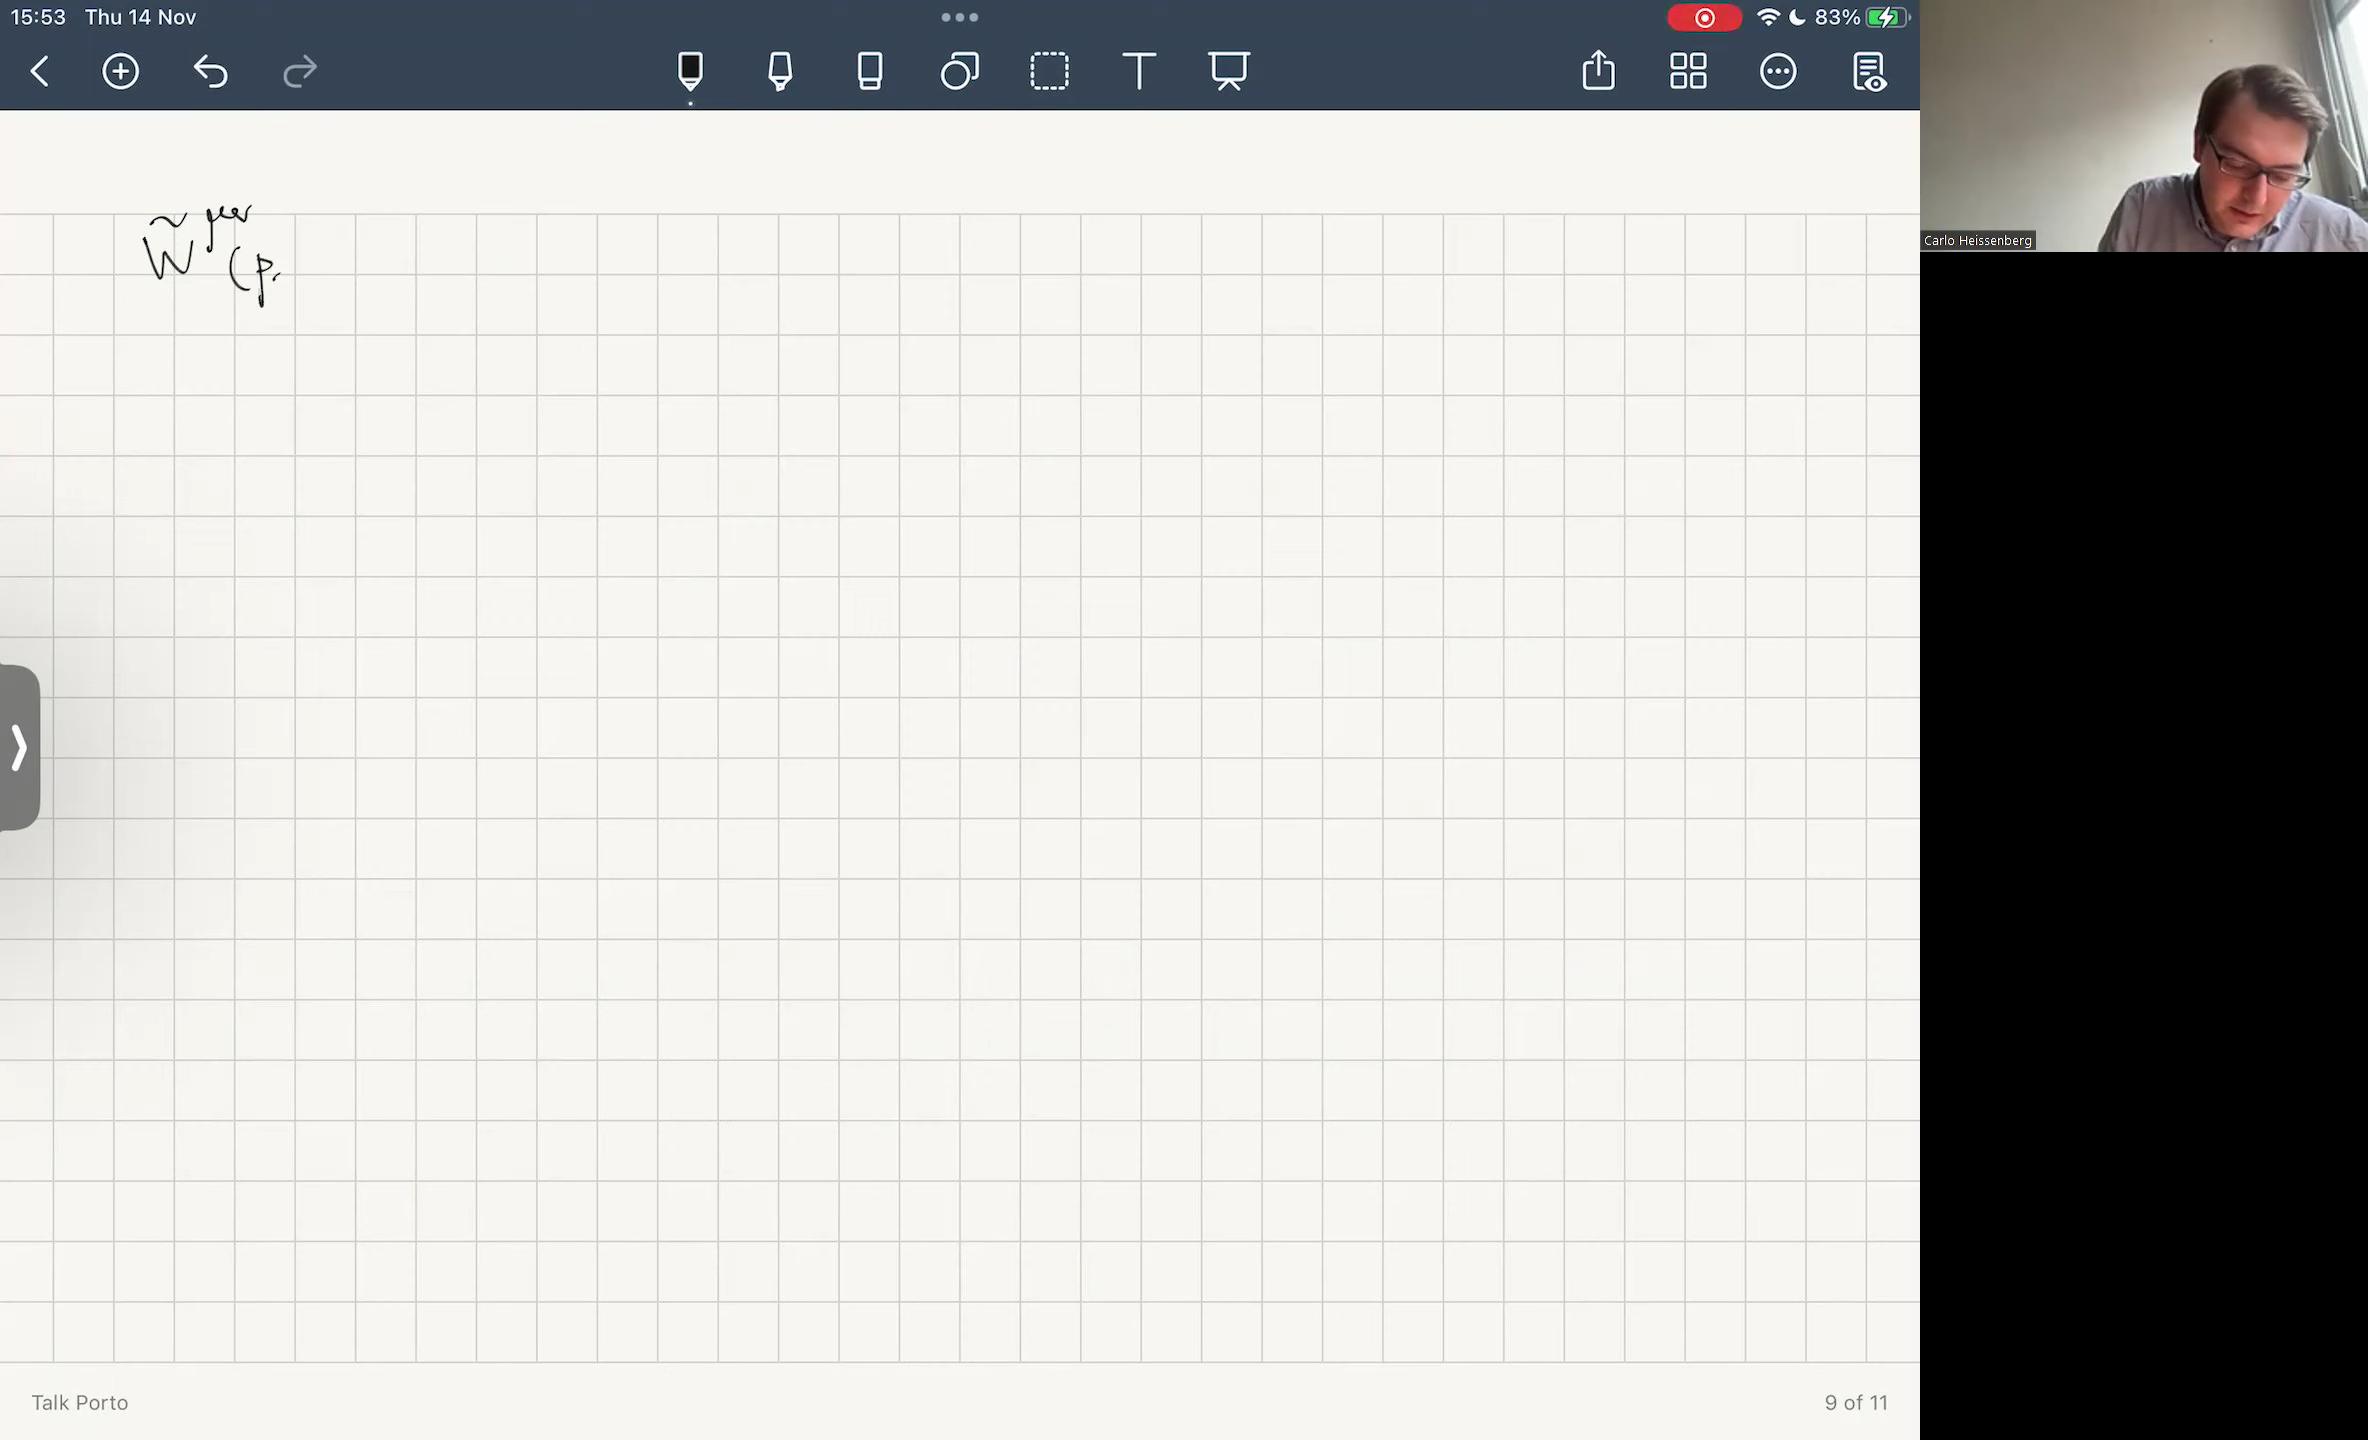 15:53 Thu 14 Nov 83%
W̃^μν (p.
Carlo Heissenberg
Talk Porto 9 of 11